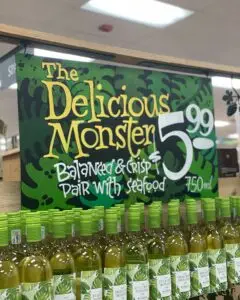 The
Delicious
Monster
$5.99
Balanced & Crisp
Pair with Seafood
750ml